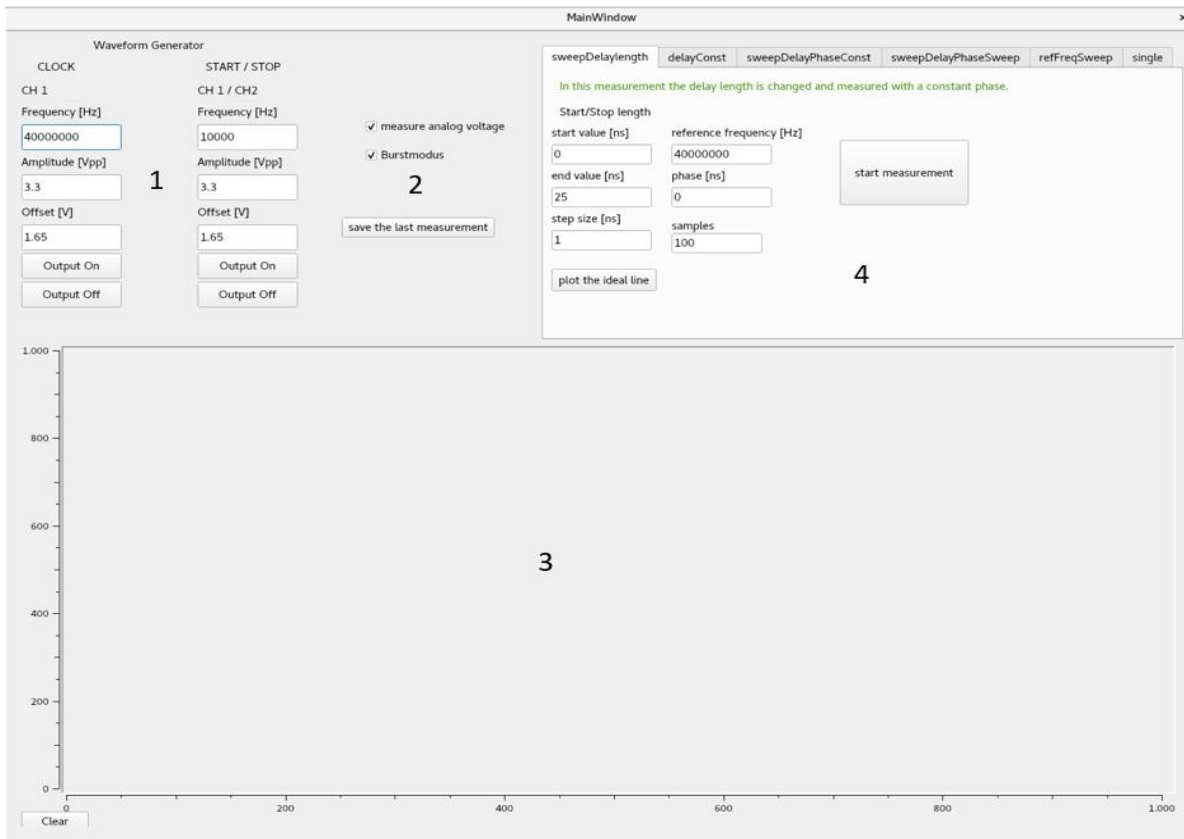 MainWindow
×
Waveform Generator
CLOCK
CH 1
Frequency [Hz]
40000000
Amplitude [Vpp]
3.3
Offset [V]
1.65
Output On
Output Off
START / STOP
CH 1 / CH2
Frequency [Hz]
10000
Amplitude [Vpp]
3.3
Offset [V]
1.65
Output On
Output Off
1
measure analog voltage
Burstmodus
2
save the last measurement
sweepDelaylength
delayConst
sweepDelayPhaseConst
sweepDelayPhaseSweep
refFreqSweep
single
In this measurement the delay length is changed and measured with a constant phase.
Start/Stop length
start value [ns]
0
end value [ns]
25
step size [ns]
1
plot the ideal line
reference frequency [Hz]
40000000
phase [ns]
0
samples
100
start measurement
4
1.000
800
600
400
200
0
3
0
200
400
600
800
1.000
Clear